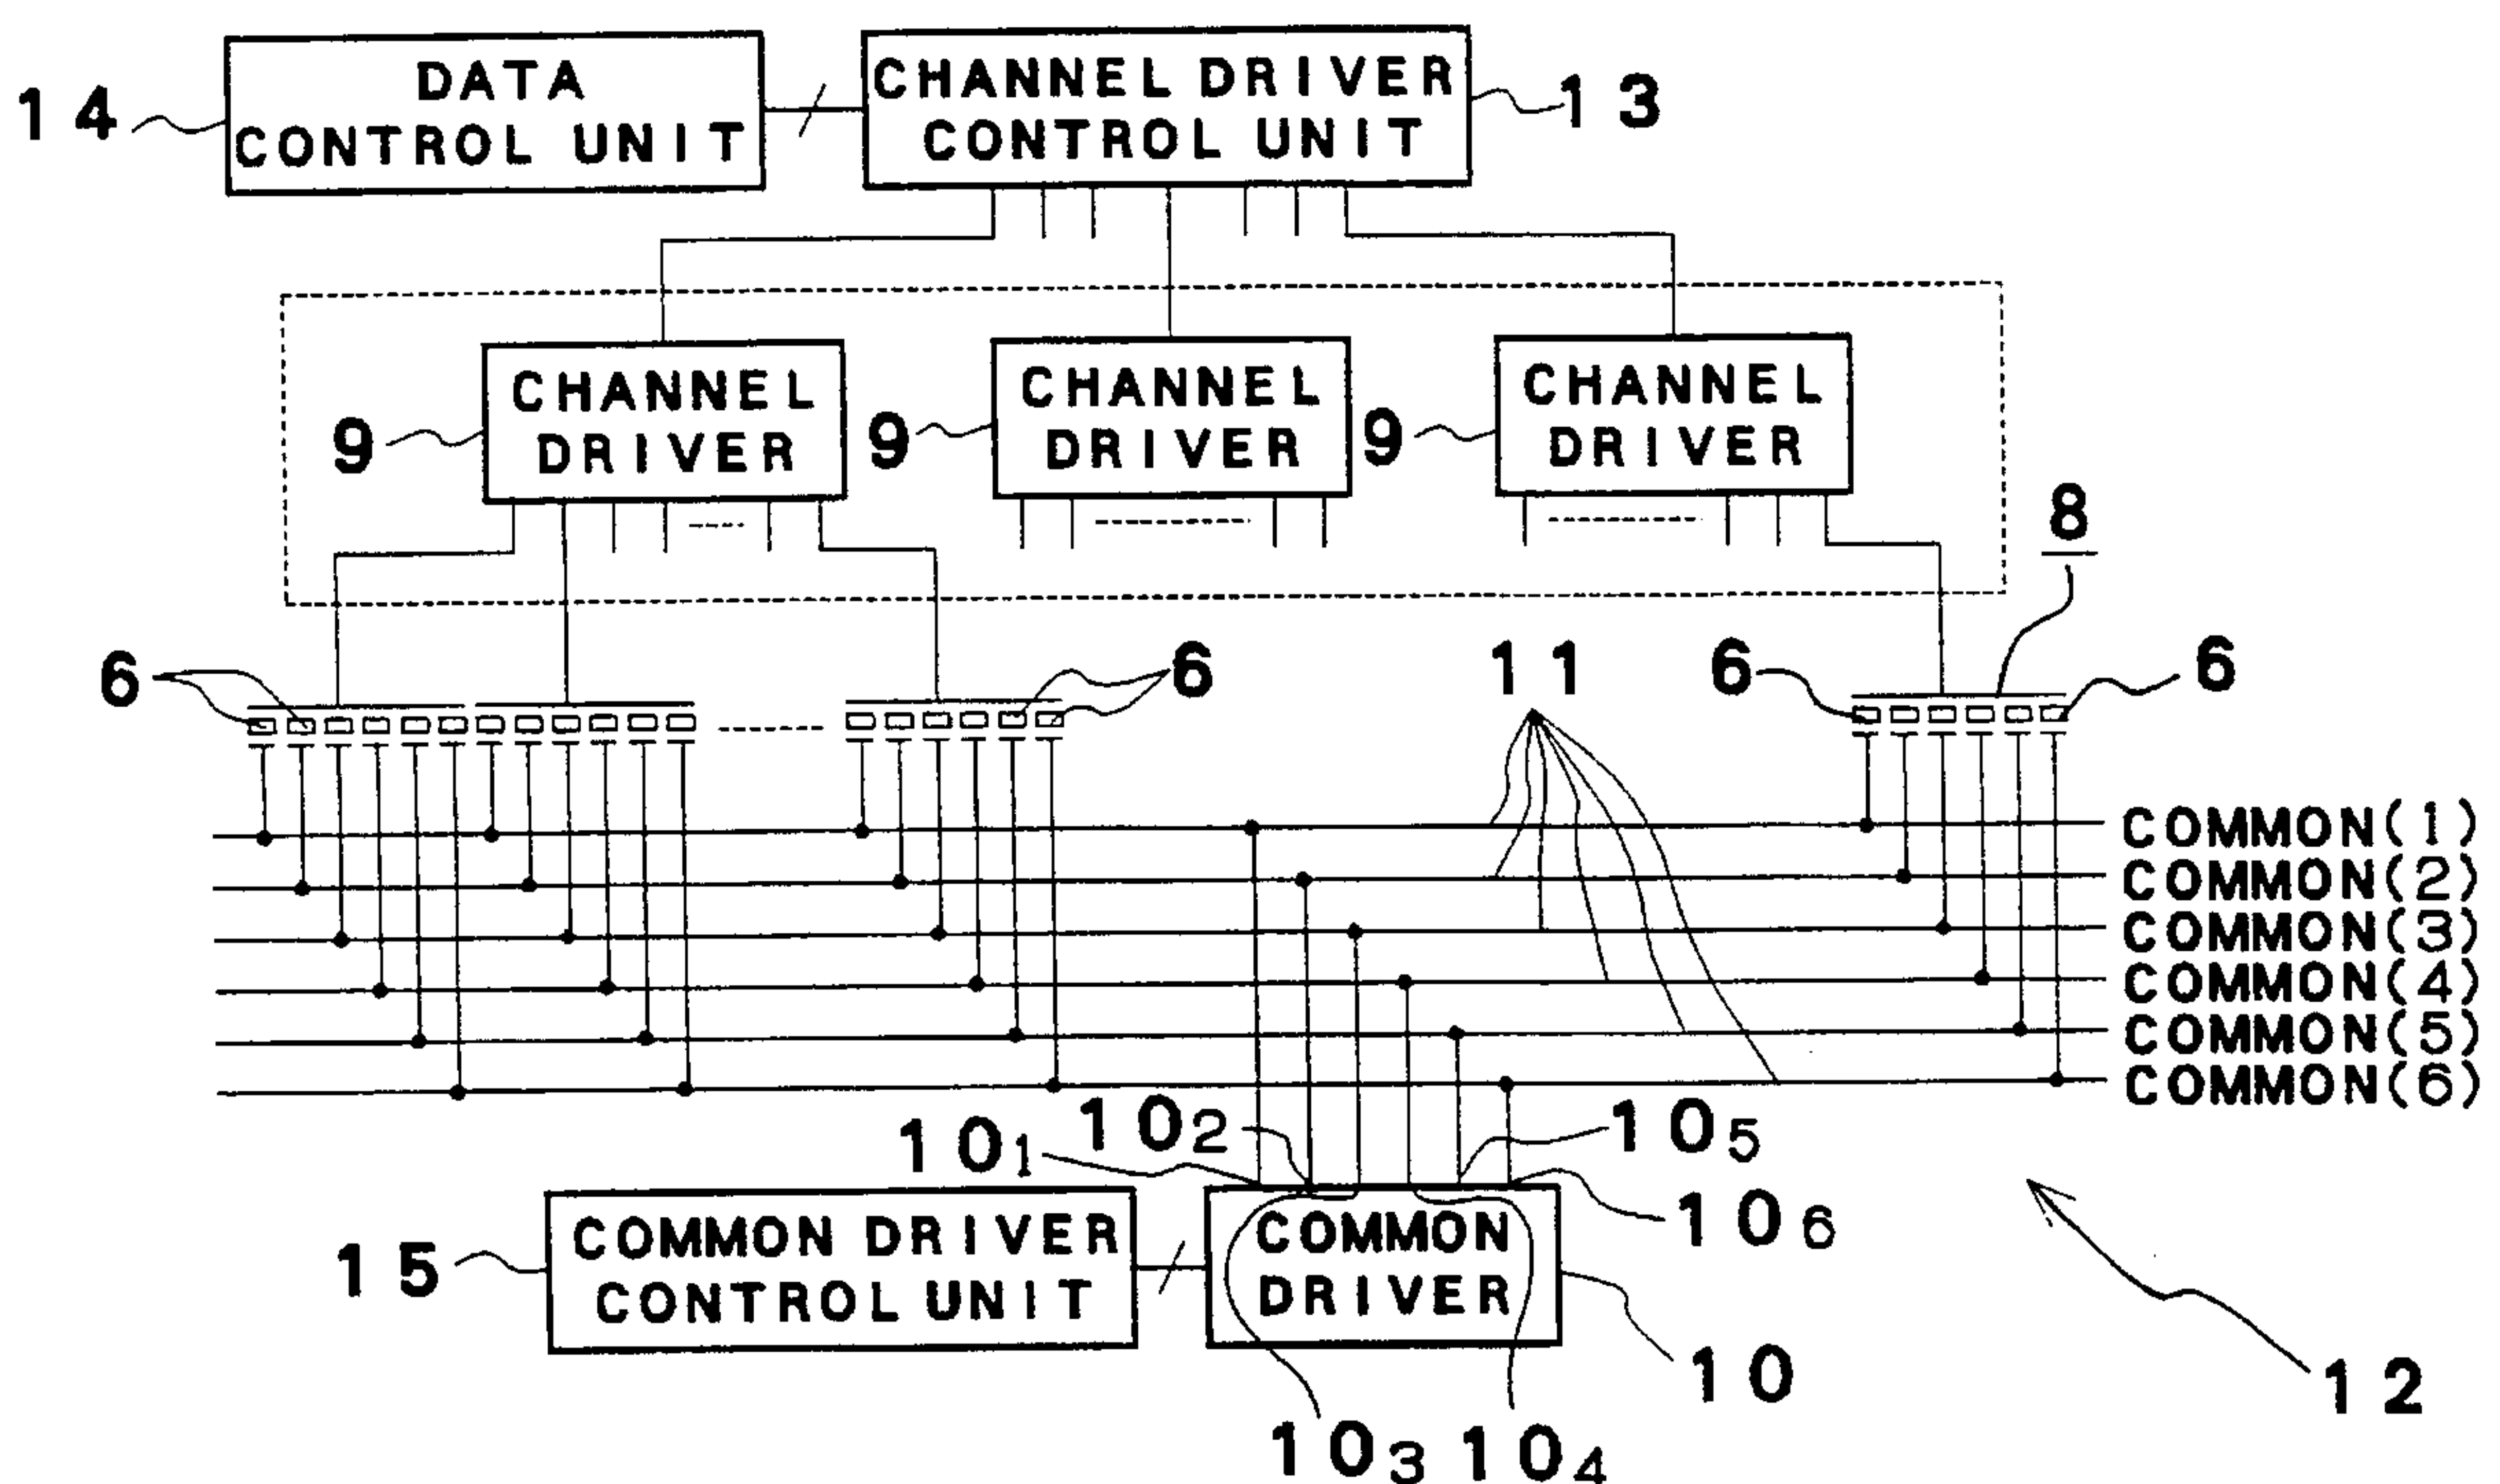 14
DATA
CONTROL UNIT
CHANNEL DRIVER
CONTROL UNIT
13
9
CHANNEL
DRIVER
9
CHANNEL
DRIVER
9
CHANNEL
DRIVER
8
6
6
11
6
6
COMMON(1)
COMMON(2)
COMMON(3)
COMMON(4)
COMMON(5)
COMMON(6)
10₁
10₂
10₅
10₆
15
COMMON DRIVER
CONTROL UNIT
COMMON
DRIVER
10
12
10₃
10₄